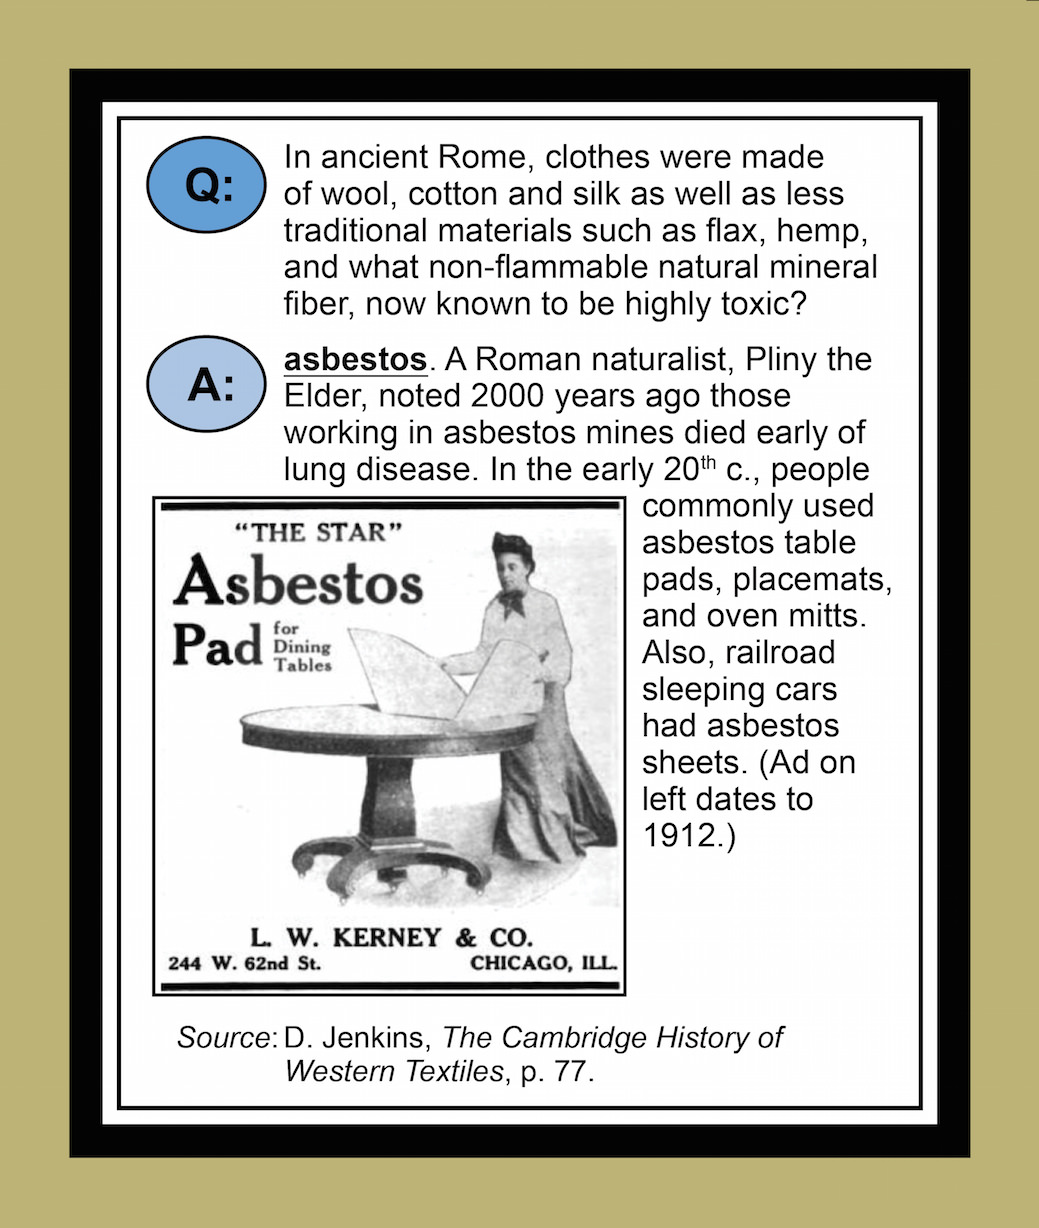 Q:
In ancient Rome, clothes were made
of wool, cotton and silk as well as less
traditional materials such as flax, hemp,
and what non-flammable natural mineral
fiber, now known to be highly toxic?
A:
asbestos. A Roman naturalist, Pliny the
Elder, noted 2000 years ago those
working in asbestos mines died early of
lung disease. In the early 20th c., people
commonly used
asbestos table
pads, placemats,
and oven mitts.
Also, railroad
sleeping cars
had asbestos
sheets. (Ad on
left dates to
1912.)
“THE STAR”
Asbestos
Pad for
Dining
Tables
L. W. KERNEY & CO.
244 W. 62nd St. CHICAGO, ILL.
Source: D. Jenkins, The Cambridge History of
Western Textiles, p. 77.